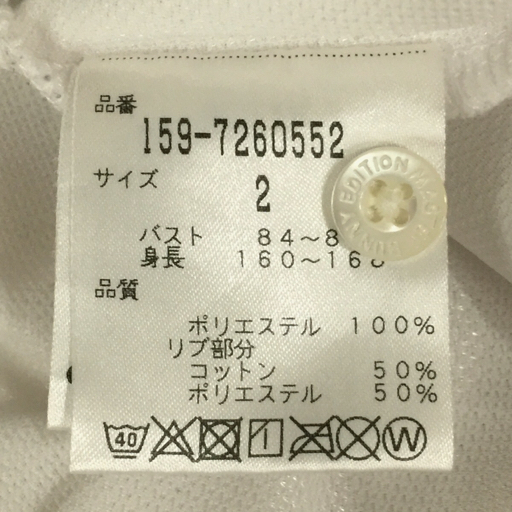 品番
159-7260552
サイズ
2
バスト 84～8
身長 160～168
品質
ポリエステル 100%
リブ部分
コットン 50%
ポリエステル 50%
40 W
EDITION